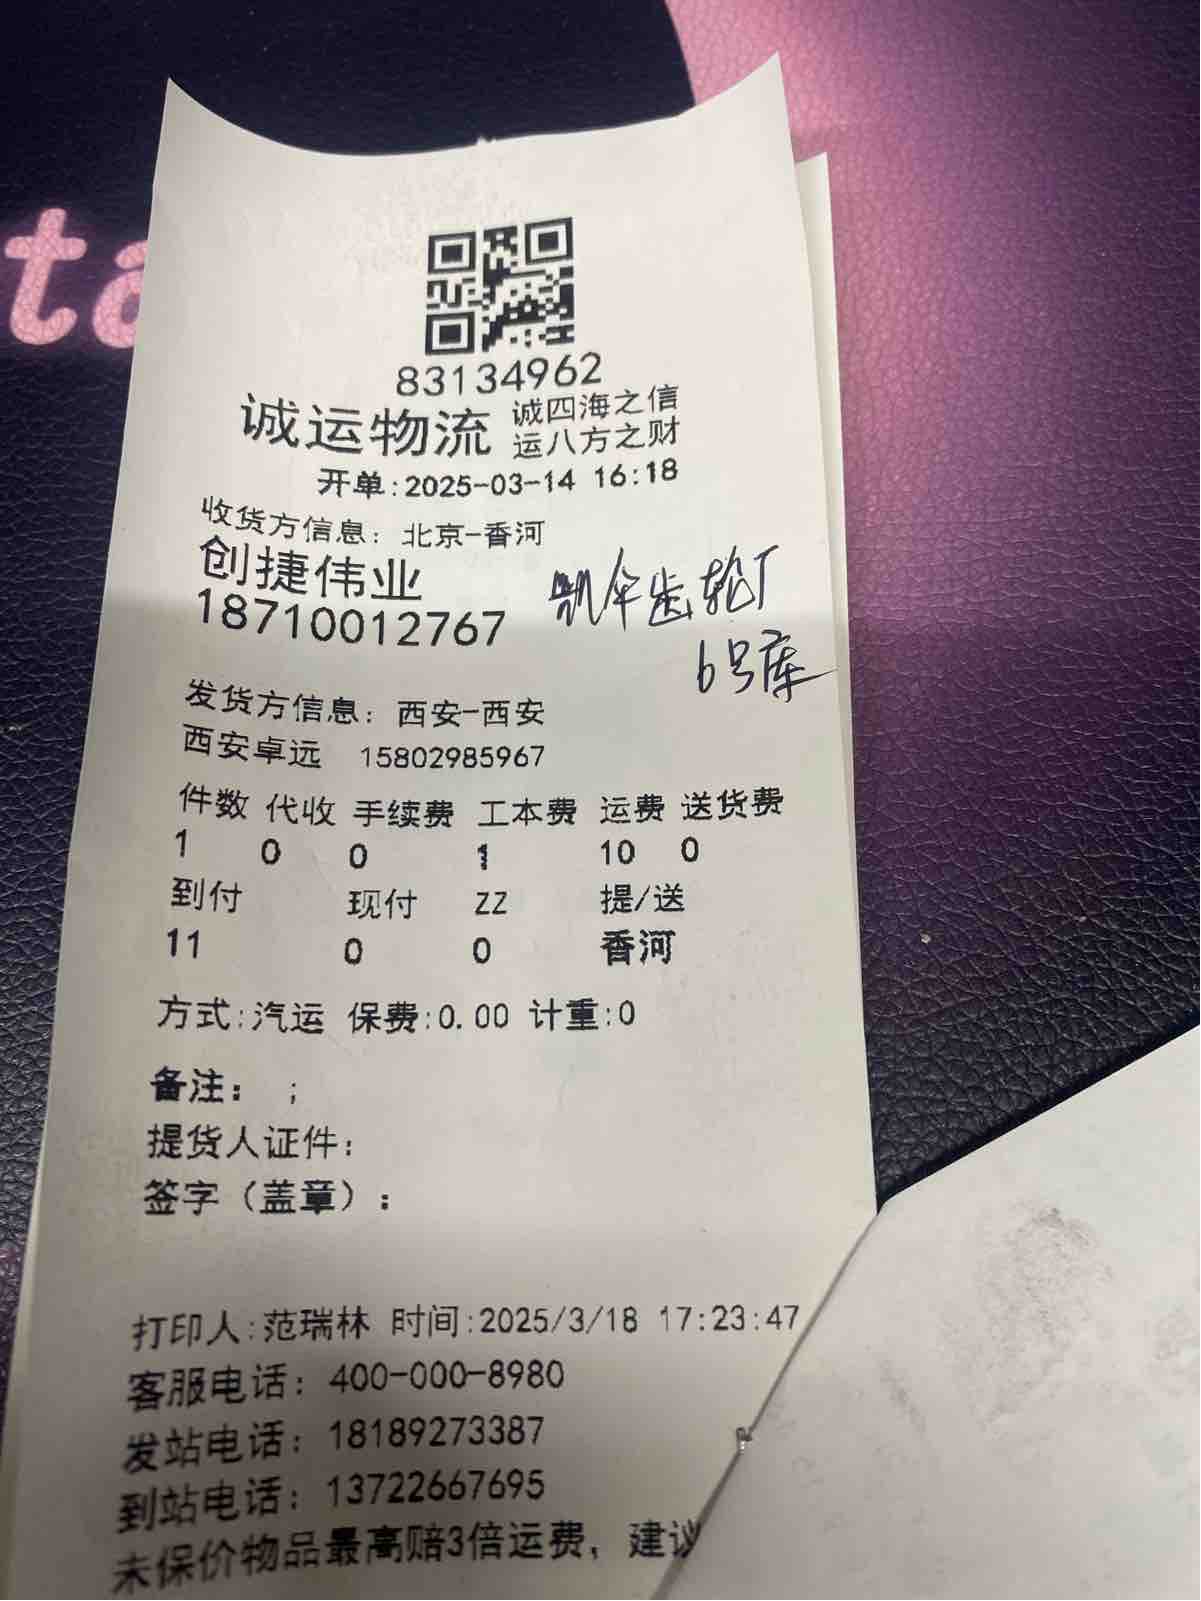 ta
83134962
诚运物流 诚四海之信
运八方之财
开单:2025-03-14 16:18
收货方信息: 北京-香河
创捷伟业
18710012767
齿轮厂
6号库
发货方信息: 西安-西安
西安卓远 15802985967
件数 代收 手续费 工本费 运费 送货费
1 0 0 1 10 0
到付 现付 ZZ 提/送
11 0 0 香河
方式:汽运 保费:0.00 计重:0
备注: ;
提货人证件:
签字(盖章):
打印人:范瑞林 时间:2025/3/18 17:23:47
客服电话: 400-000-8980
发站电话: 18189273387
到站电话: 13722667695
未保价物品最高赔3倍运费, 建议